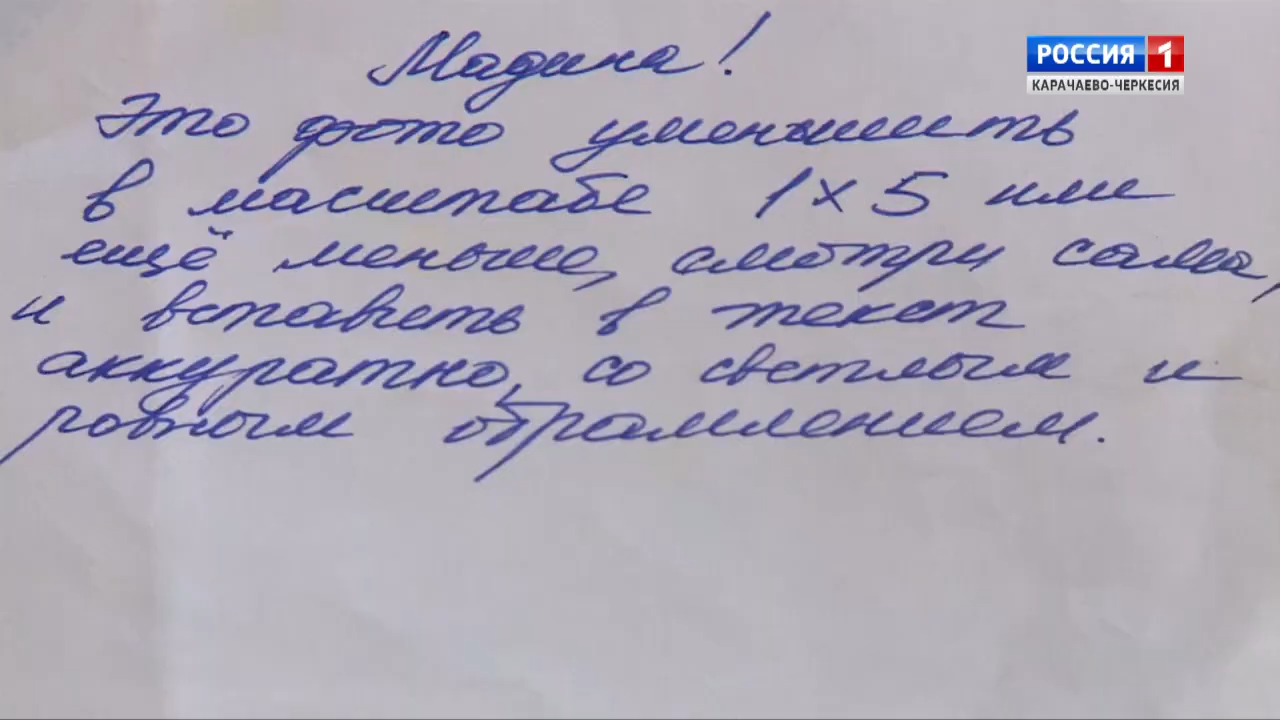 Мадина!
РОССИЯ 1
КАРАЧАЕВО-ЧЕРКЕСИЯ
Это фото уменьшить
в масштабе 1×5 или
ещё меньше, смотри сама,
и вставить в текст
аккуратно, со светлым и
ровным обрамлением.